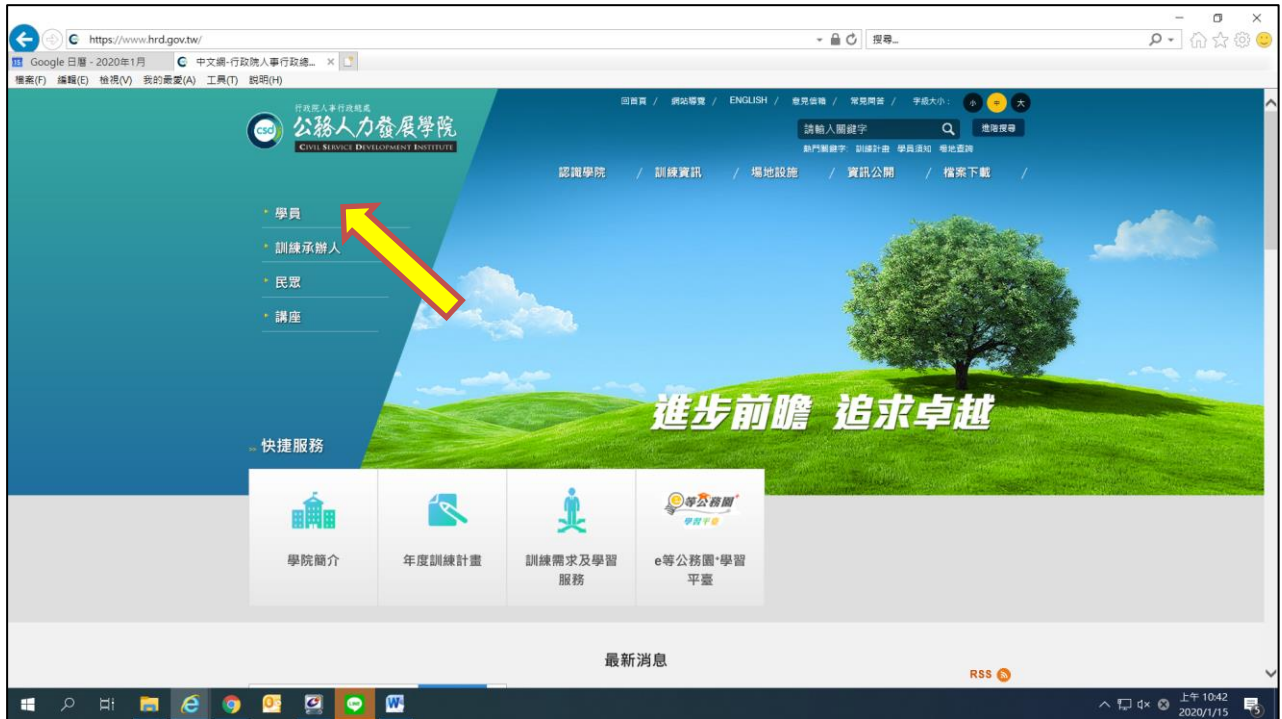 https://www.hrd.gov.tw/
搜尋...
Google 日曆 - 2020年1月
中文網-行政院人事行政總...
檔案(F) 編輯(E) 檢視(V) 我的最愛(A) 工具(T) 說明(H)
回首頁 / 網站導覽 / ENGLISH / 意見信箱 / 常見問答 / 字級大小： 小 中 大
行政院人事行政總處
csdi 公務人力發展學院
CIVIL SERVICE DEVELOPMENT INSTITUTE
請輸入關鍵字
進階搜尋
熱門關鍵字: 訓練計畫 學員須知 場地查詢
認識學院 / 訓練資訊 / 場地設施 / 資訊公開 / 檔案下載 /
學員
訓練承辦人
民眾
講座
進步前瞻 追求卓越
快捷服務
e等公務園+
學習平臺
學院簡介
年度訓練計畫
訓練需求及學習
服務
e等公務園+學習
平臺
最新消息
RSS
上午 10:42
2020/1/15